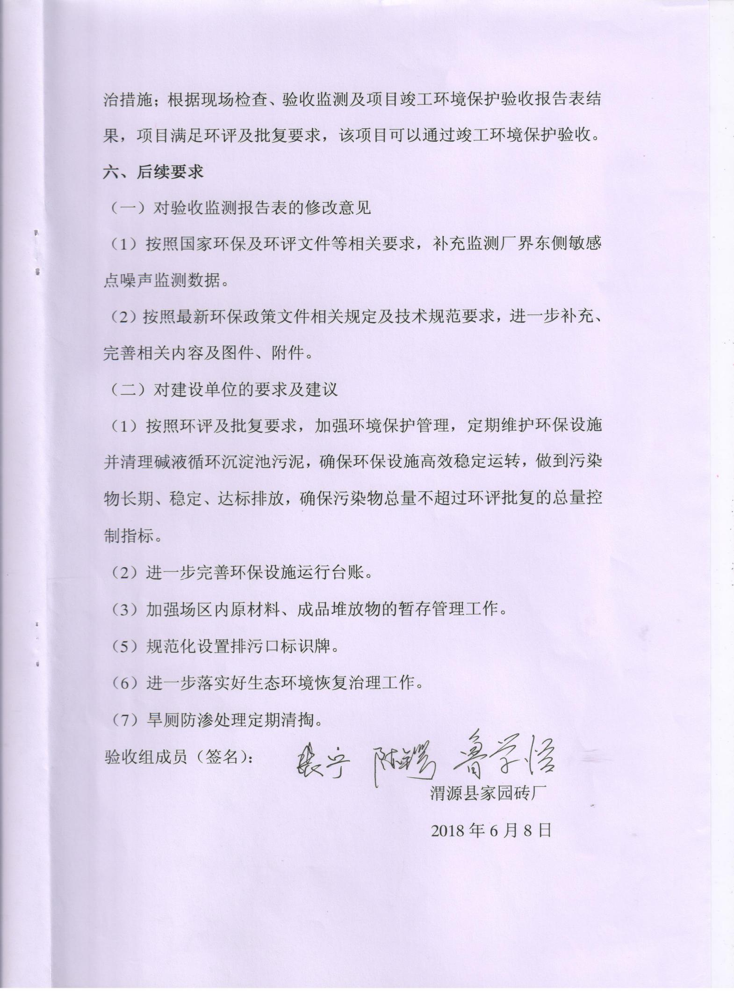 治措施；根据现场检查、验收监测及项目竣工环境保护验收报告表结
果，项目满足环评及批复要求，该项目可以通过竣工环境保护验收。
六、后续要求
（一）对验收监测报告表的修改意见
（1）按照国家环保及环评文件等相关要求，补充监测厂界东侧敏感
点噪声监测数据。
（2）按照最新环保政策文件相关规定及技术规范要求，进一步补充、
完善相关内容及图件、附件。
（二）对建设单位的要求及建议
（1）按照环评及批复要求，加强环境保护管理，定期维护环保设施
并清理碱液循环沉淀池污泥，确保环保设施高效稳定运转，做到污染
物长期、稳定、达标排放，确保污染物总量不超过环评批复的总量控
制指标。
（2）进一步完善环保设施运行台账。
（3）加强场区内原材料、成品堆放物的暂存管理工作。
（5）规范化设置排污口标识牌。
（6）进一步落实好生态环境恢复治理工作。
（7）旱厕防渗处理定期清掏。
验收组成员（签名）：
渭源县家园砖厂
2018 年 6 月 8 日